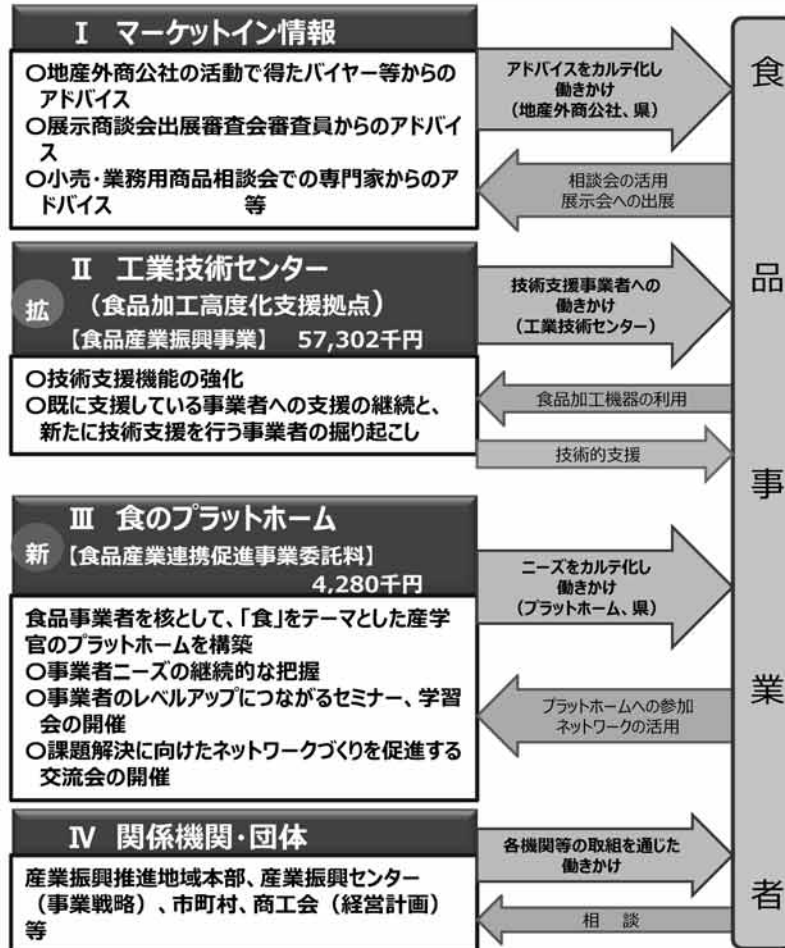 Ⅰ マーケットイン情報
〇地産外商公社の活動で得たバイヤー等からの
アドバイス
〇展示商談会出展審査会審査員からのアドバイ
ス
〇小売・業務用商品相談会での専門家からのア
ドバイス 等
アドバイスをカルテ化し
働きかけ
(地産外商公社、県)
相談会の活用
展示会への出展
拡
Ⅱ 工業技術センター
(食品加工高度化支援拠点)
【食品産業振興事業】 57,302千円
〇技術支援機能の強化
〇既に支援している事業者への支援の継続と、
新たに技術支援を行う事業者の掘り起こし
技術支援事業者への
働きかけ
(工業技術センター)
食品加工機器の利用
技術的支援
新
Ⅲ 食のプラットホーム
【食品産業連携促進事業委託料】
4,280千円
食品事業者を核として、「食」をテーマとした産学
官のプラットホームを構築
〇事業者ニーズの継続的な把握
〇事業者のレベルアップにつながるセミナー、学習
会の開催
〇課題解決に向けたネットワークづくりを促進する
交流会の開催
ニーズをカルテ化し
働きかけ
(プラットホーム、県)
プラットホームへの参加
ネットワークの活用
Ⅳ 関係機関・団体
産業振興推進地域本部、産業振興センター
(事業戦略)、市町村、商工会(経営計画)
等
各機関等の取組を通じた
働きかけ
相 談
食品事業者